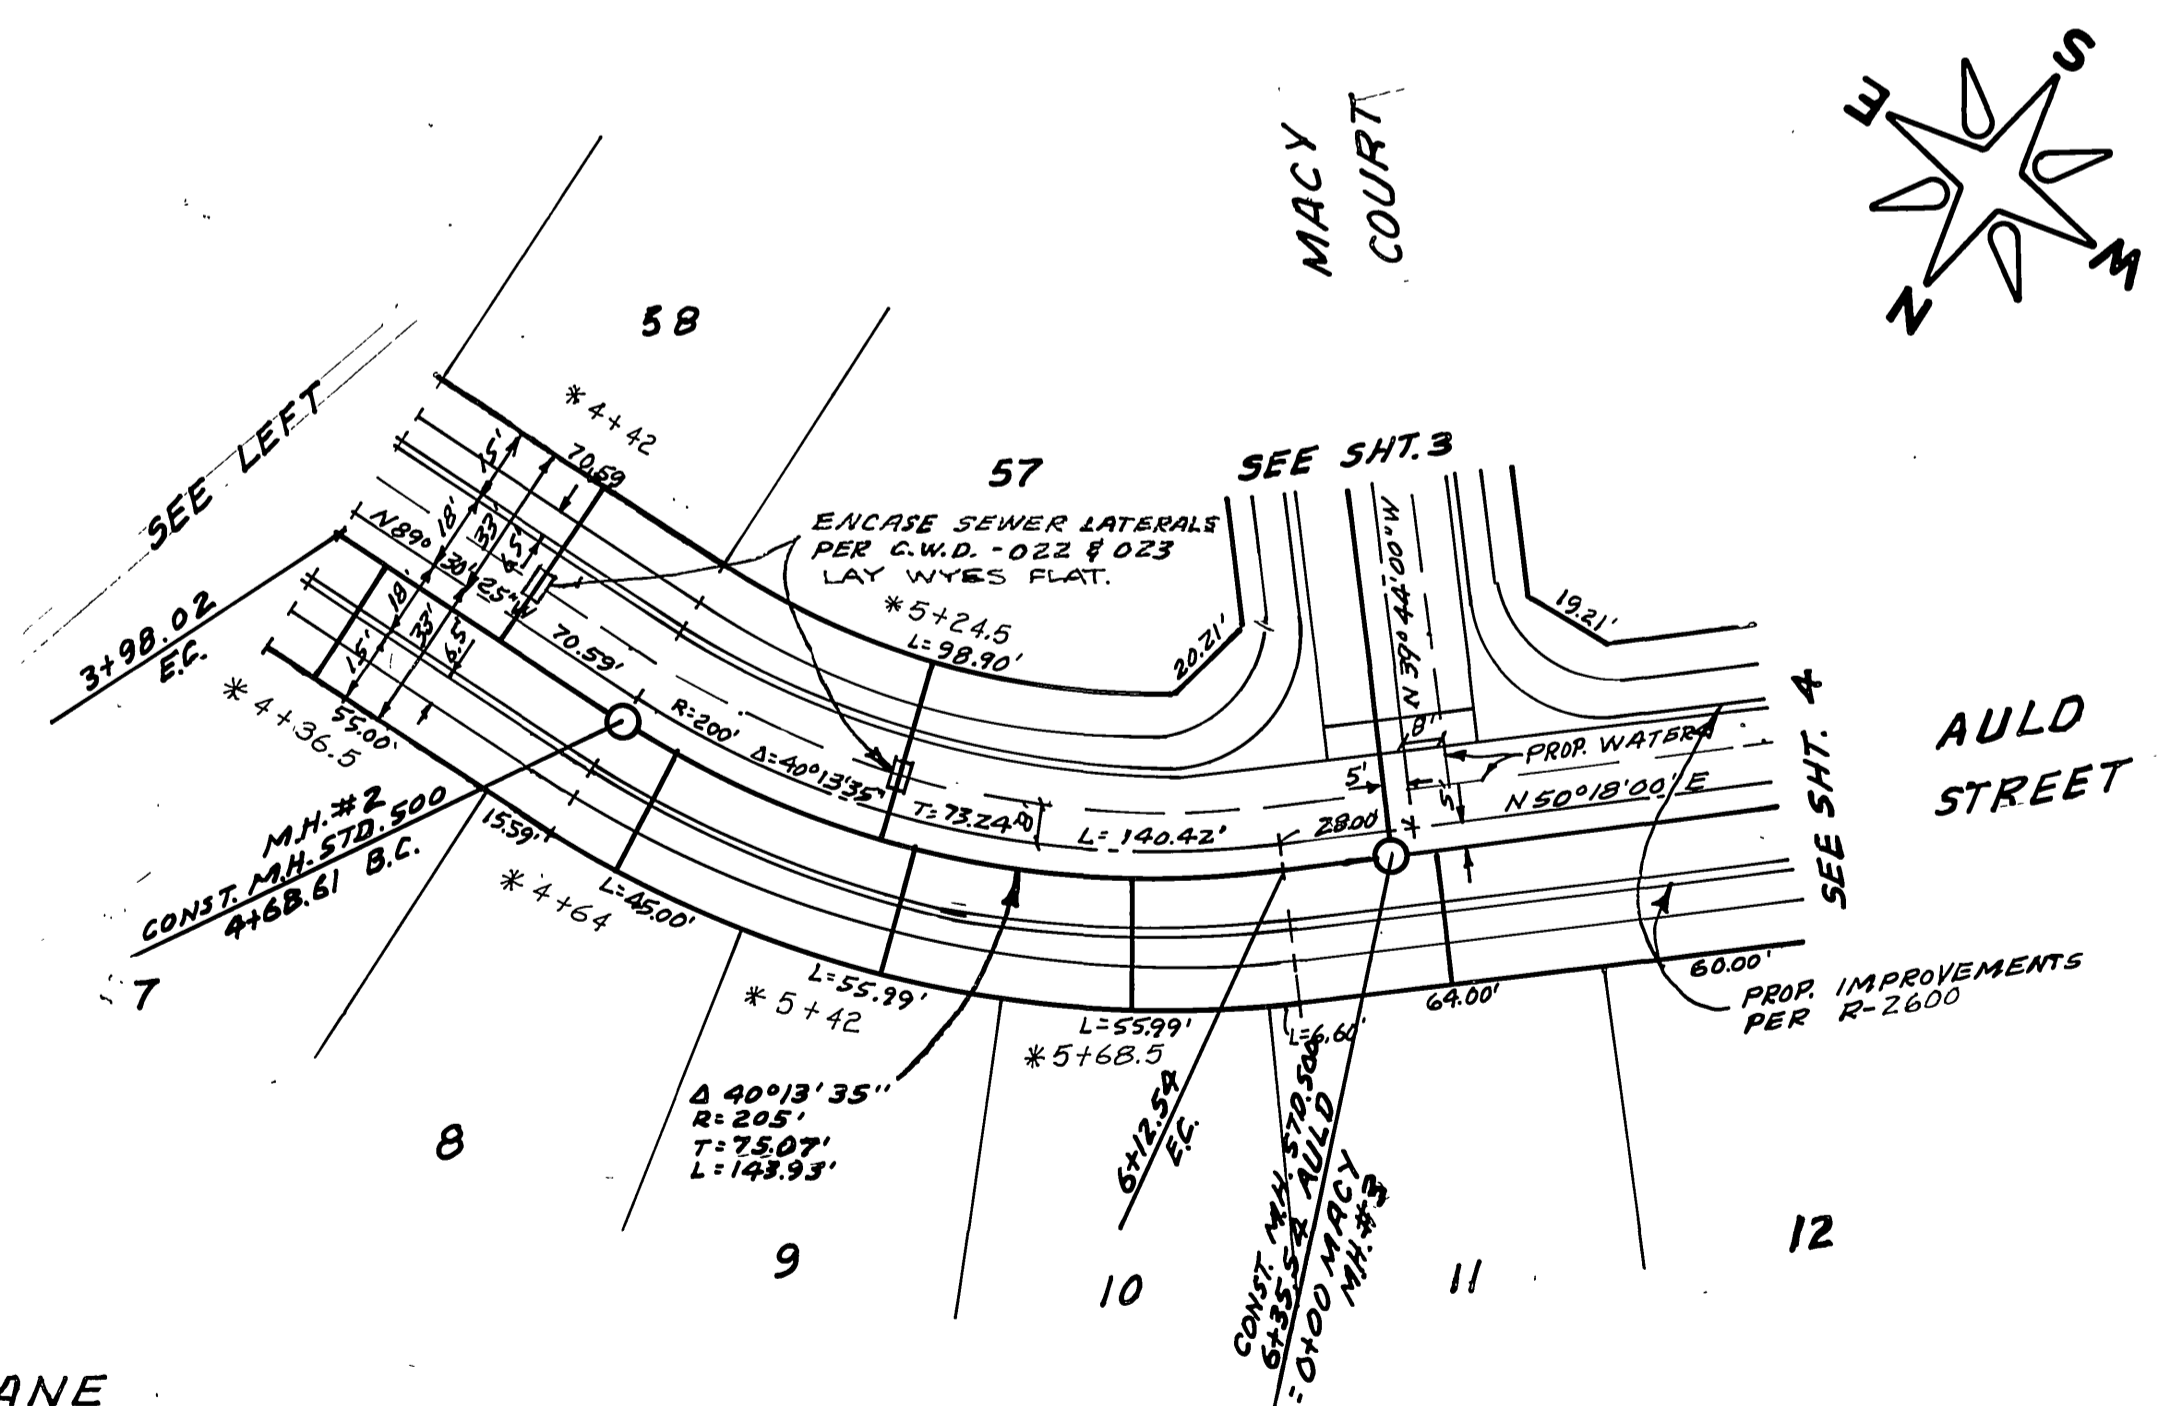 S
E
W
N
MACY
COURT
58
* 4+42
70.59
57
SEE LEFT
SEE SHT. 3
ENCASE SEWER LATERALS
PER C.W.D. -022 & 023
LAY WYES FLAT.
* 5+24.5
L=98.90'
20.21'
19.21'
N 39°44'00"W
15'
18'
33'
6.5'
N89°30'25"W
18'
33'
15'
6.5'
3+98.02
E.C.
70.59'
R=200'
Δ=40°13'35"
T=73.24
8'
L=140.42'
28.00'
5'
8'
5'
PROP. WATER
N 50°18'00" E
SEE SHT. 4
AULD
STREET
* 4+36.5
55.00'
M.H.#2
CONST. M.H. STD. 500
4+68.61 B.C.
15.59'
* 4+64
L=45.00'
L=55.99'
* 5+42
L=55.99'
* 5+68.5
L=6.60'
64.00'
60.00'
PROP. IMPROVEMENTS
PER R-2600
7
8
9
10
11
12
Δ 40°13'35"
R=205'
T=75.07'
L=143.93'
6+12.54
E.C.
CONST. M.H. STD. 500
6+35.54 AULD
=0+00 MACY
M.H.#3
ANE